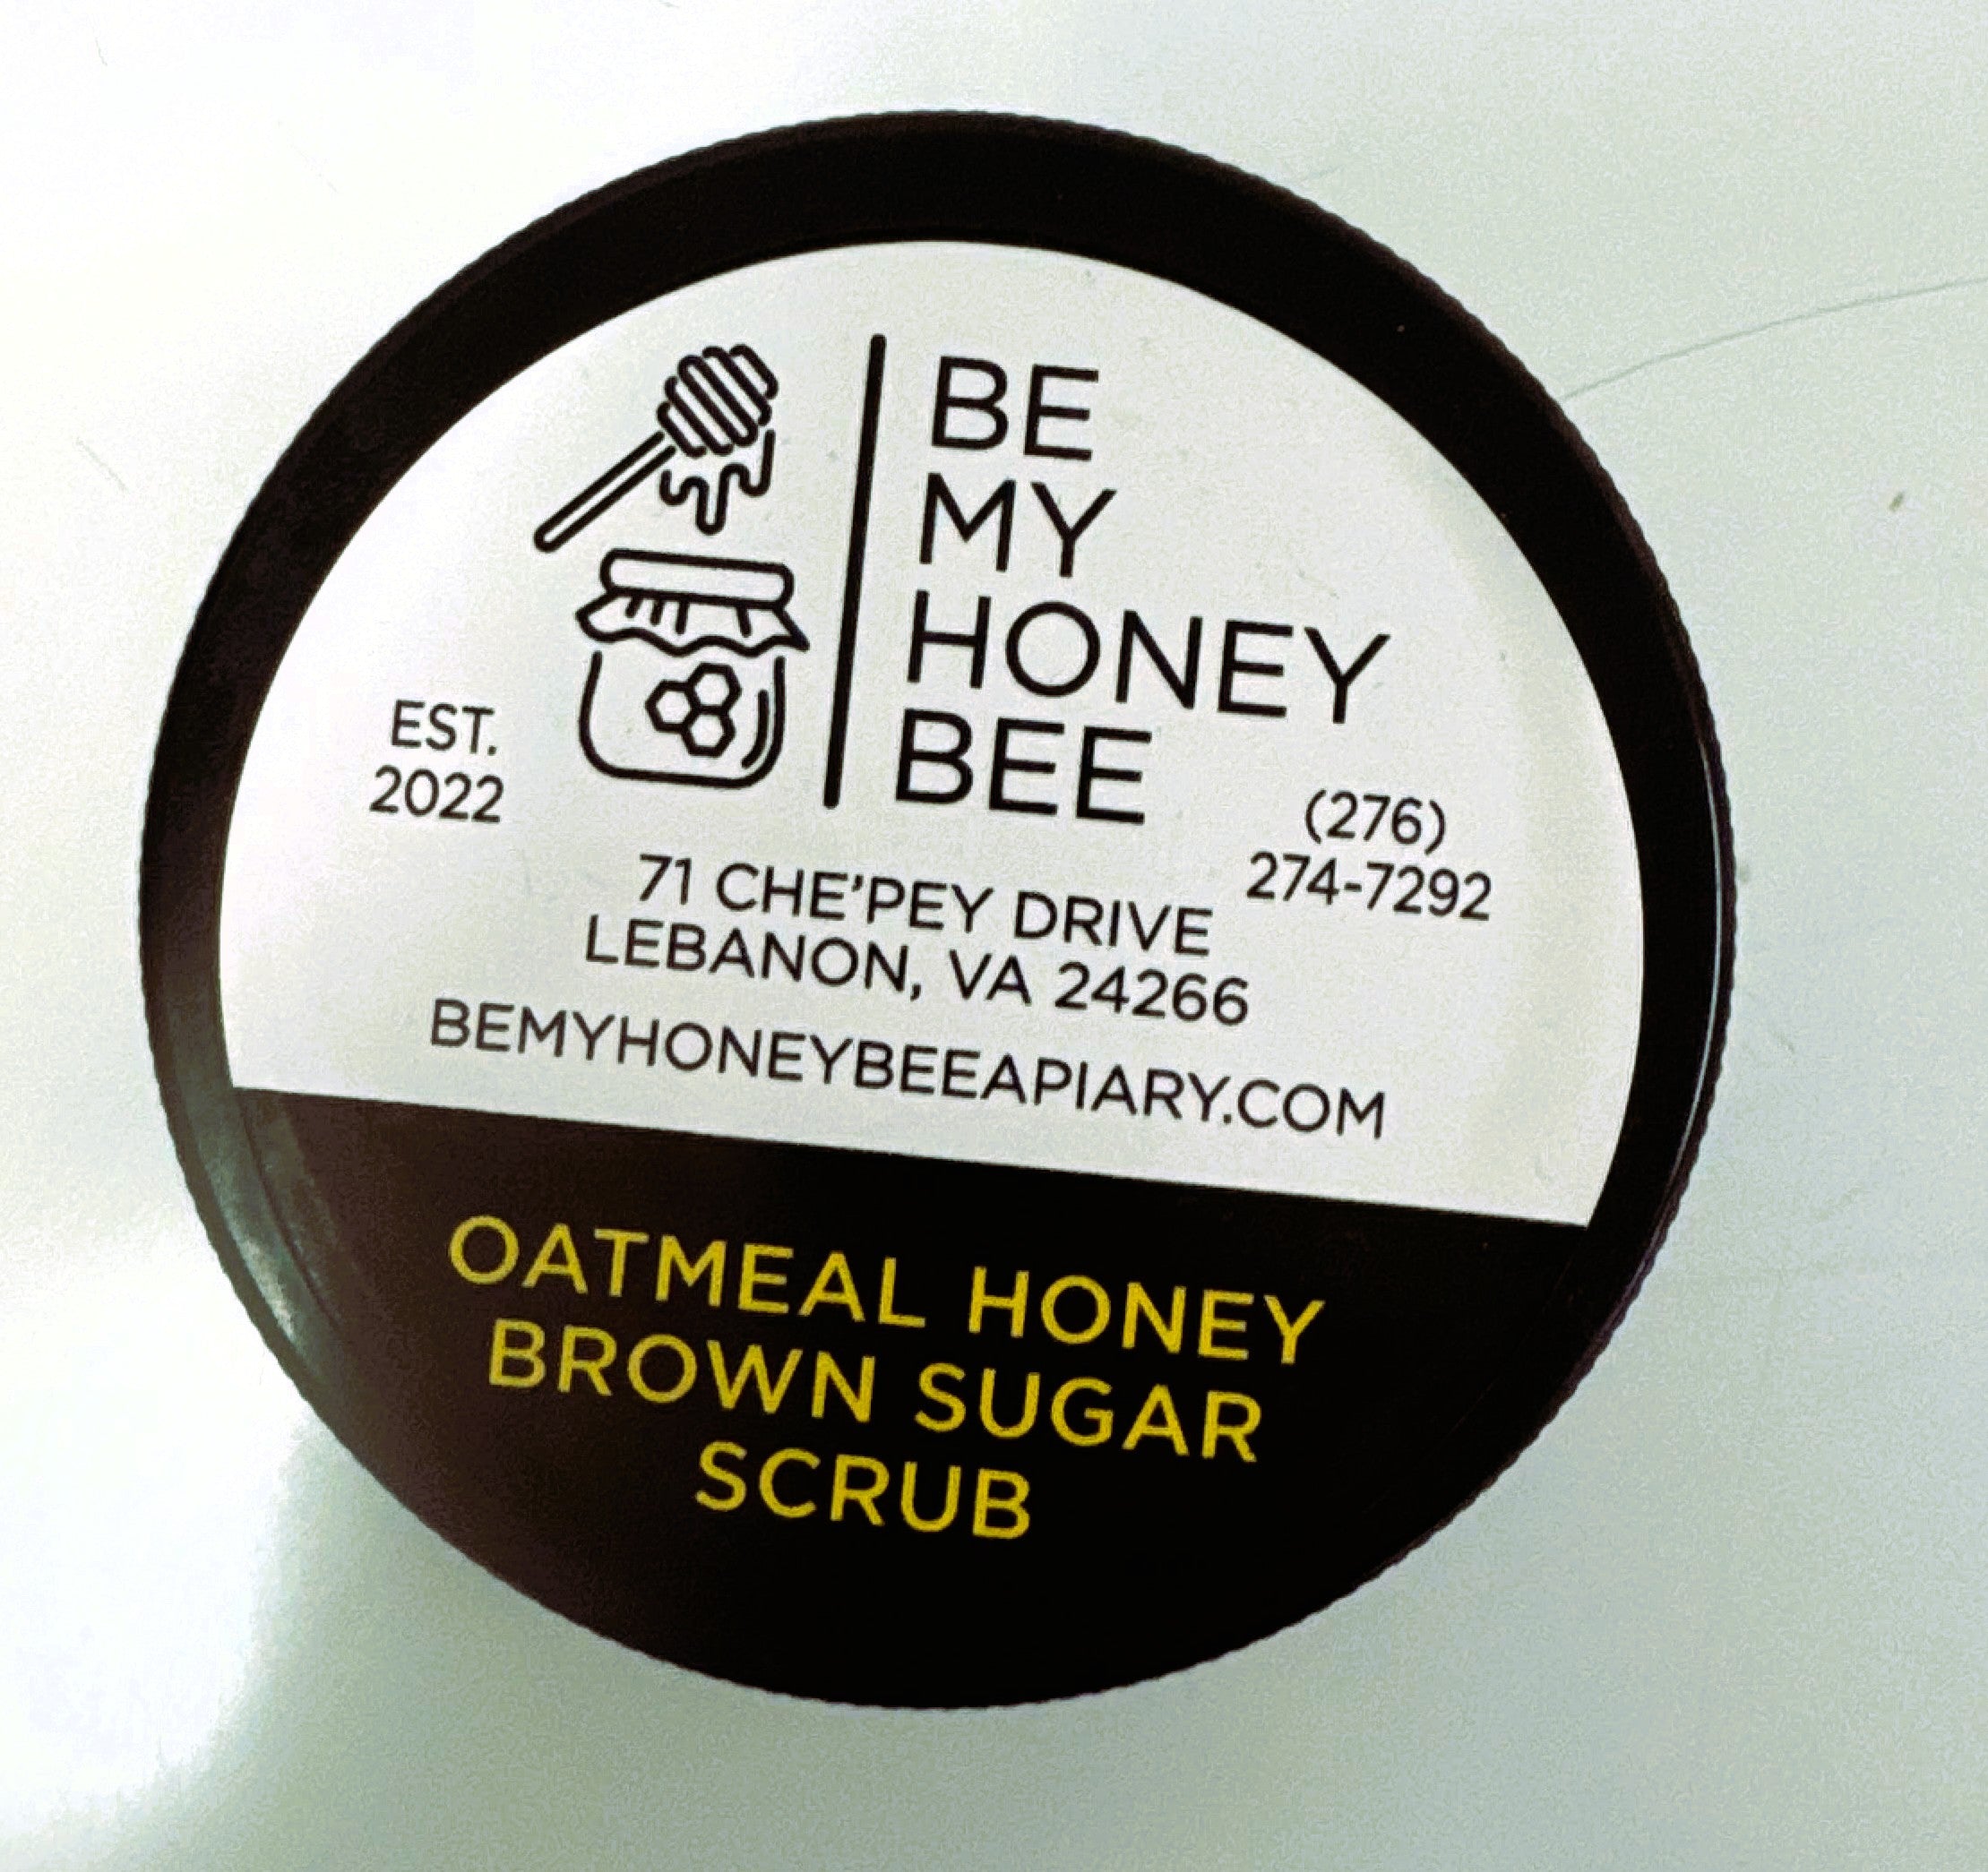 BE
MY
HONEY
BEE
EST.
2022
(276)
274-7292
71 CHE'PEY DRIVE
LEBANON, VA 24266
BEMYHONEYBEEAPIARY.COM
OATMEAL HONEY
BROWN SUGAR
SCRUB